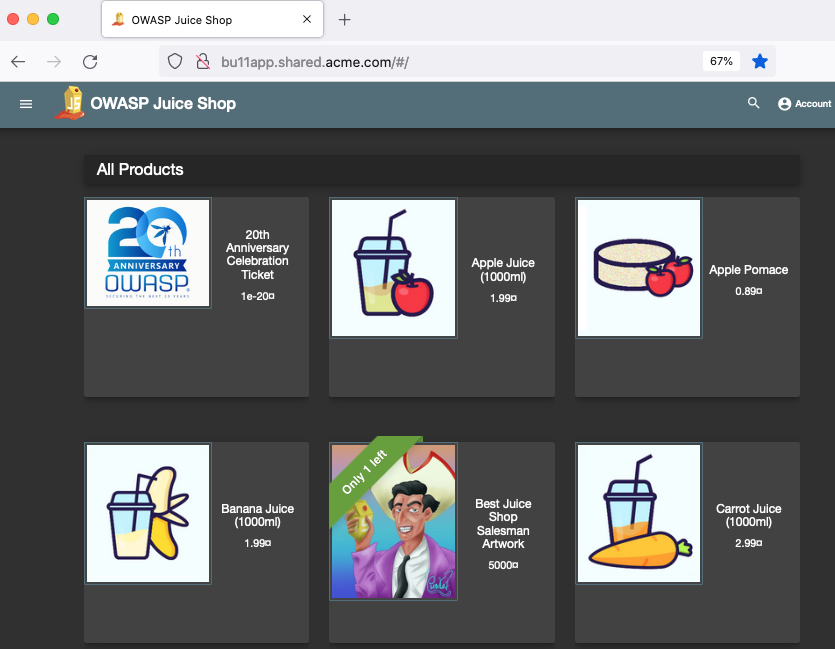 OWASP Juice Shop
bu11app.shared.acme.com/#/
67%
JS
OWASP Juice Shop
Account
All Products
20th
ANNIVERSARY
OWASP
SECURING THE NEXT 20 YEARS
20th
Anniversary
Celebration
Ticket
1e-20¤
Apple Juice
(1000ml)
1.99¤
Apple Pomace
0.89¤
Banana Juice
(1000ml)
1.99¤
Only 1 left
Best Juice
Shop
Salesman
Artwork
5000¤
Carrot Juice
(1000ml)
2.99¤